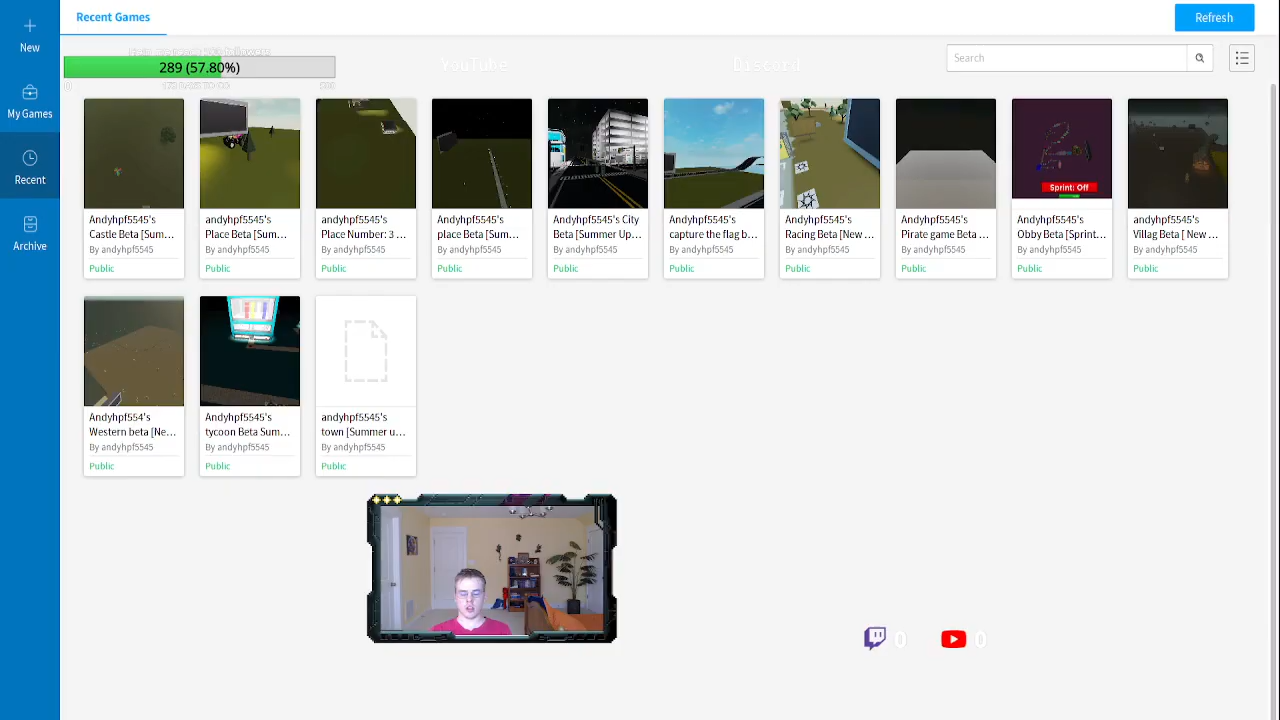 New
My Games
Recent
Archive
Recent Games
Refresh
followers
289 (57.80%)
YouTube
Discord
Search
Andyhpf5545's
Castle Beta [Sum...
By andyhpf5545
Public
andyhpf5545's
Place Beta [Sum...
By andyhpf5545
Public
andyhpf5545's
Place Number: 3 ...
By andyhpf5545
Public
andyhpf5545's
place Beta [Sum...
By andyhpf5545
Public
Andyhpf5545's City
Beta [Summer Up...
By andyhpf5545
Public
Andyhpf5545's
capture the flag b...
By andyhpf5545
Public
Andyhpf5545's
Racing Beta [New ...
By andyhpf5545
Public
Andyhpf5545's
Pirate game Beta ...
By andyhpf5545
Public
Sprint: Off
Andyhpf5545's
Obby Beta [Sprint...
By andyhpf5545
Public
andyhpf5545's
Villag Beta [ New ...
By andyhpf5545
Public
Andyhpf554's
Western beta [Ne...
By andyhpf5545
Public
Andyhpf5545's
tycoon Beta Sum...
By andyhpf5545
Public
andyhpf5545's
town [Summer u...
By andyhpf5545
Public
0
0